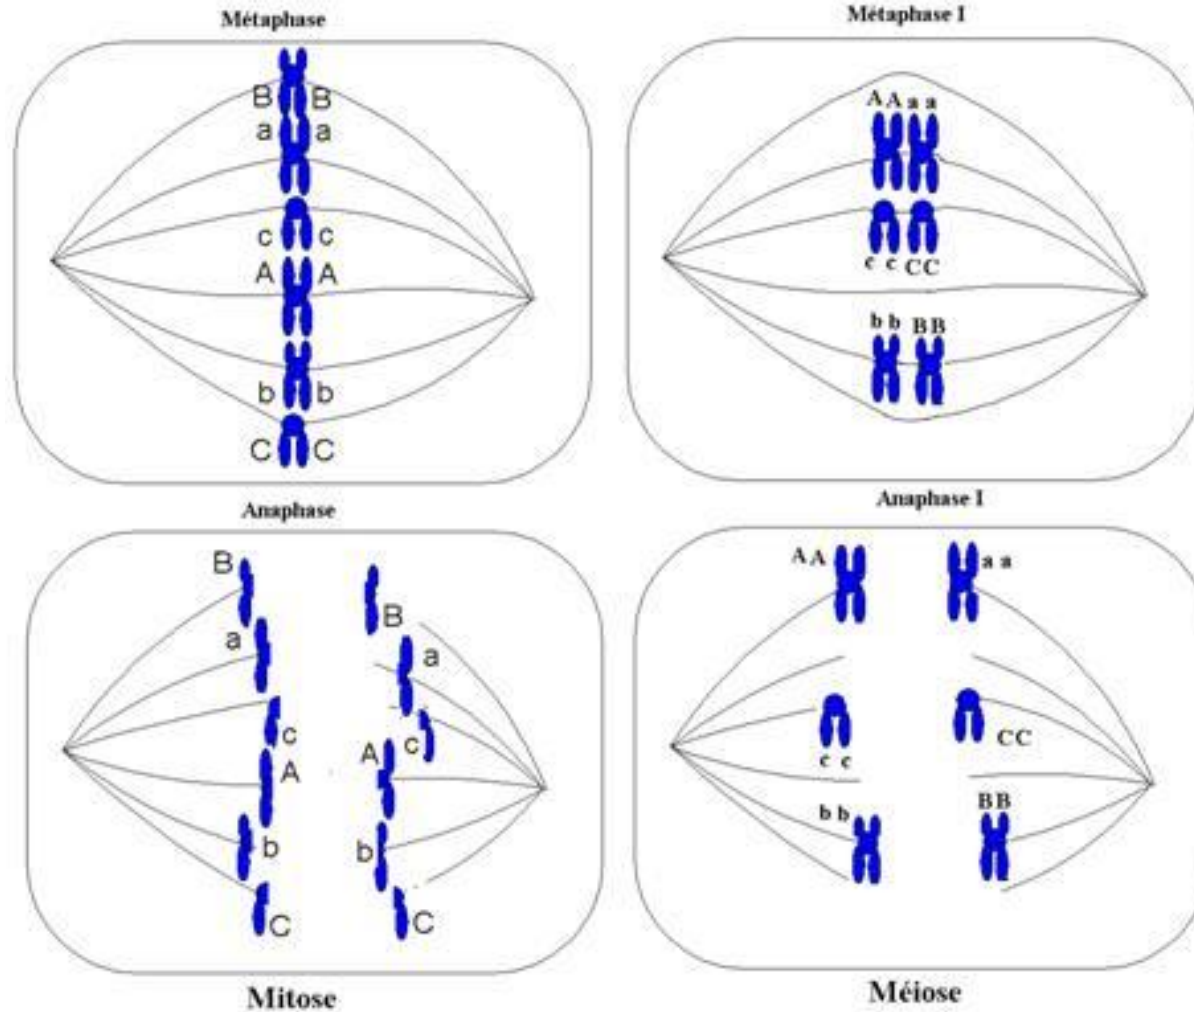 Métaphase
B B
a a
c c
A A
b b
C C
Métaphase I
A A a a
c c C C
b b B B
Anaphase
B B
a a
c c
A A
b b
C C
Mitose
Anaphase I
A A a a
c c C C
b b B B
Méiose